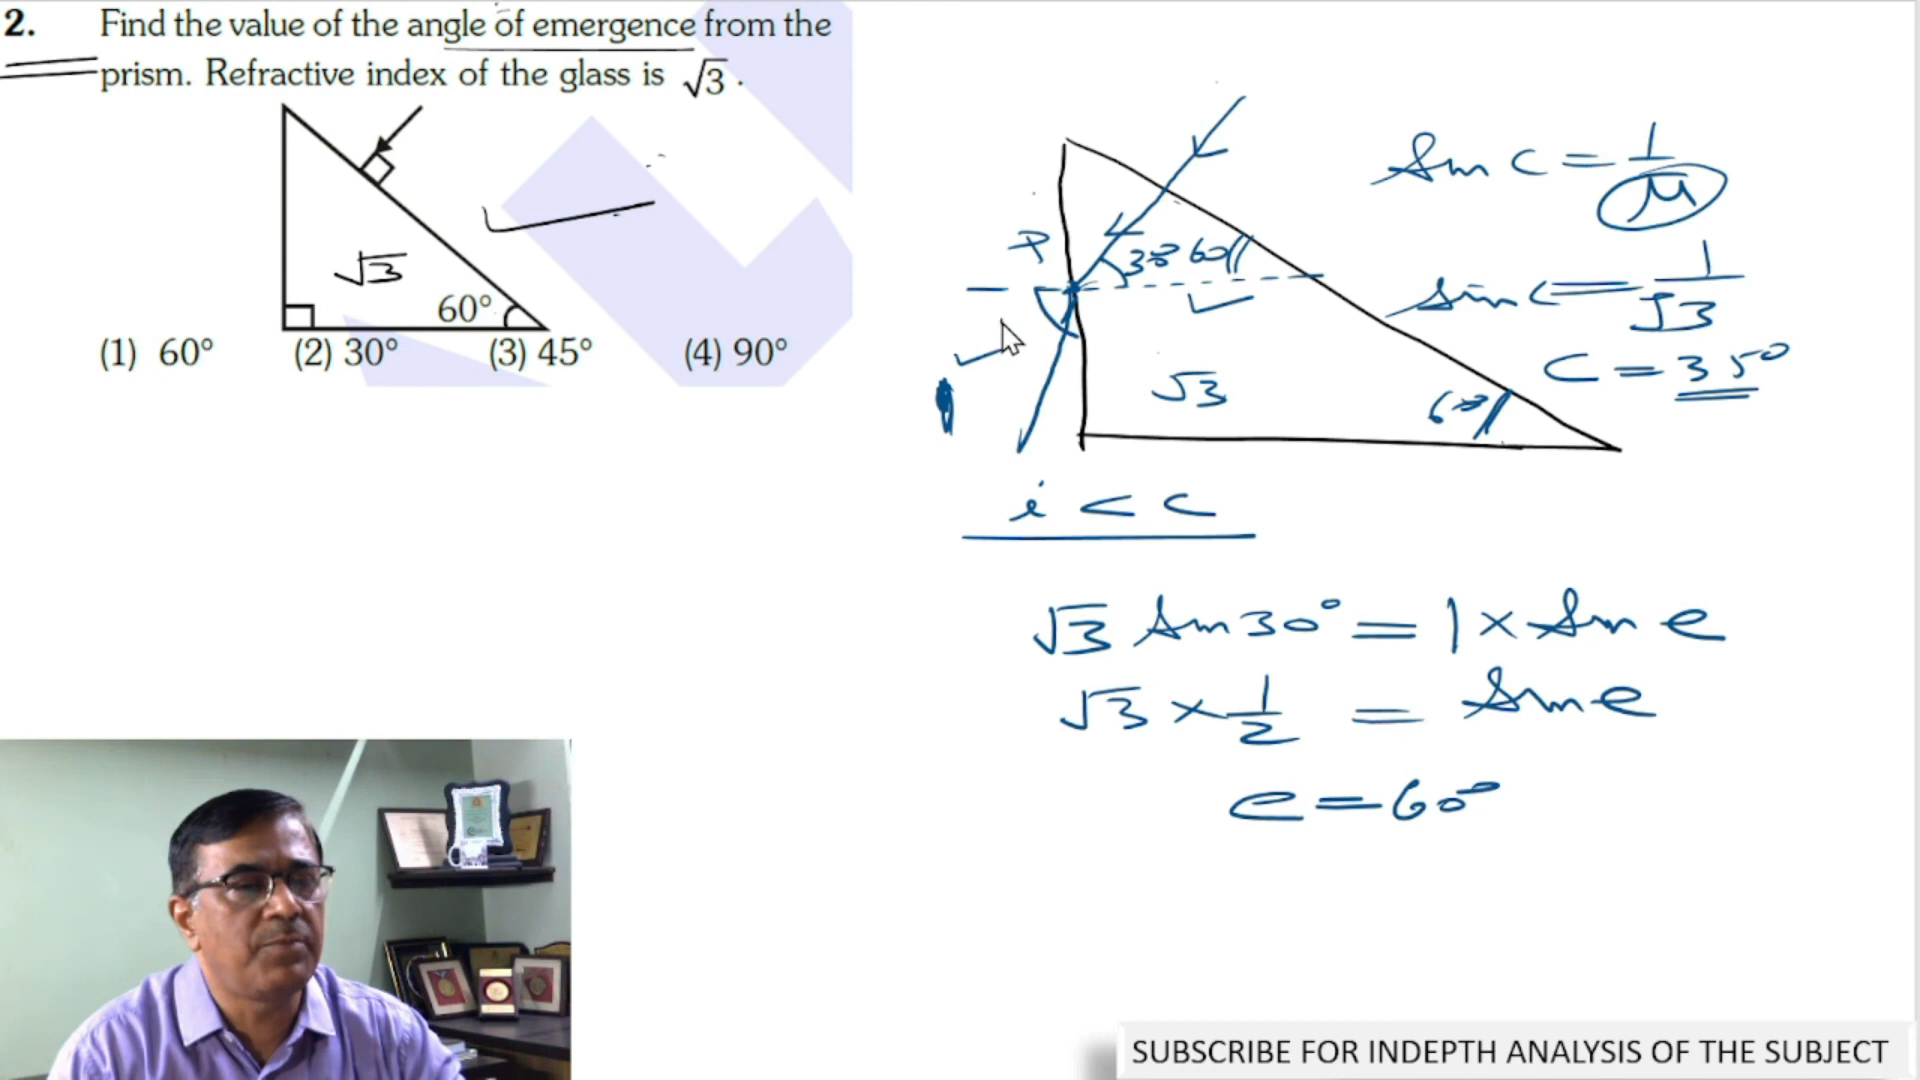 2. Find the value of the angle of emergence from the
prism. Refractive index of the glass is √3.
√3
60°
(1) 60° (2) 30° (3) 45° (4) 90°
P
30 60
√3
60
Sin C = 1/μ
sin C = 1/√3
C = 35°
i < c
√3 Sin 30° = 1 × Sin e
√3 × 1/2 = Sin e
e = 60°
SUBSCRIBE FOR INDEPTH ANALYSIS OF THE SUBJECT